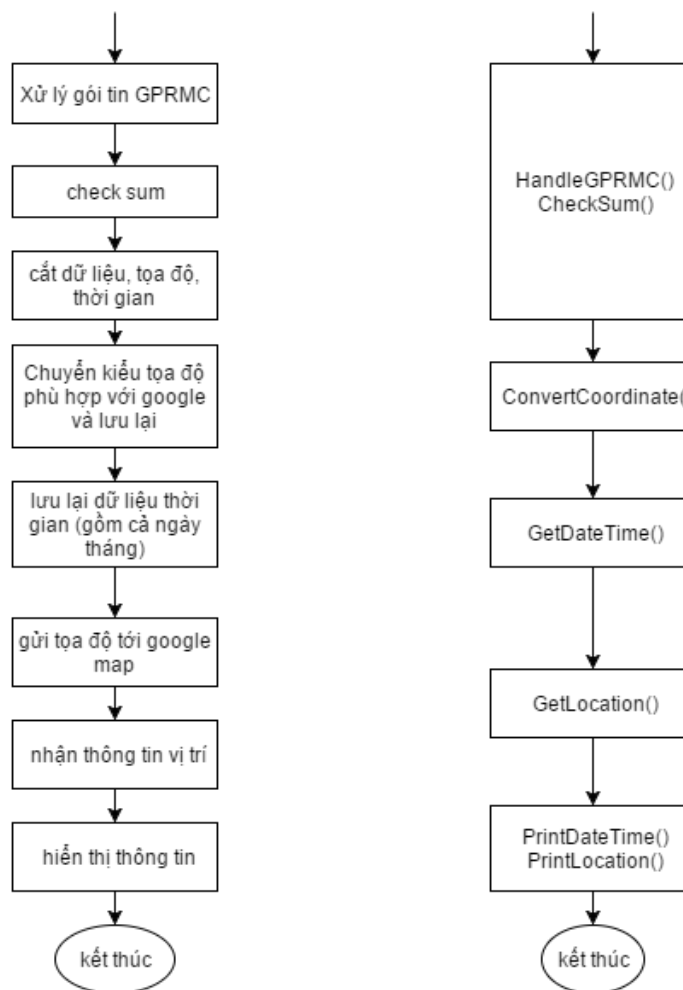 Xử lý gói tin GPRMC
check sum
cắt dữ liệu, tọa độ,
thời gian
Chuyển kiểu tọa độ
phù hợp với google
và lưu lại
lưu lại dữ liệu thời
gian (gồm cả ngày
tháng)
gửi tọa độ tới google
map
nhận thông tin vị trí
hiển thị thông tin
kết thúc
HandleGPRMC()
CheckSum()
ConvertCoordinate(
GetDateTime()
GetLocation()
PrintDateTime()
PrintLocation()
kết thúc